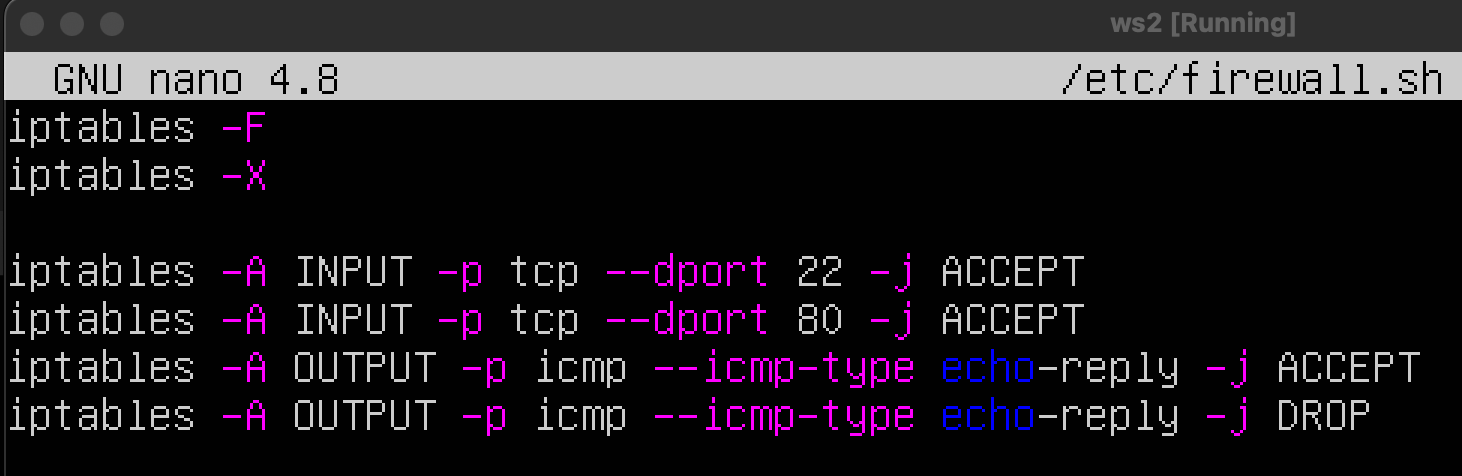 ws2 [Running]
GNU nano 4.8 /etc/firewall.sh
iptables -F
iptables -X
iptables -A INPUT -p tcp --dport 22 -j ACCEPT
iptables -A INPUT -p tcp --dport 80 -j ACCEPT
iptables -A OUTPUT -p icmp --icmp-type echo-reply -j ACCEPT
iptables -A OUTPUT -p icmp --icmp-type echo-reply -j DROP